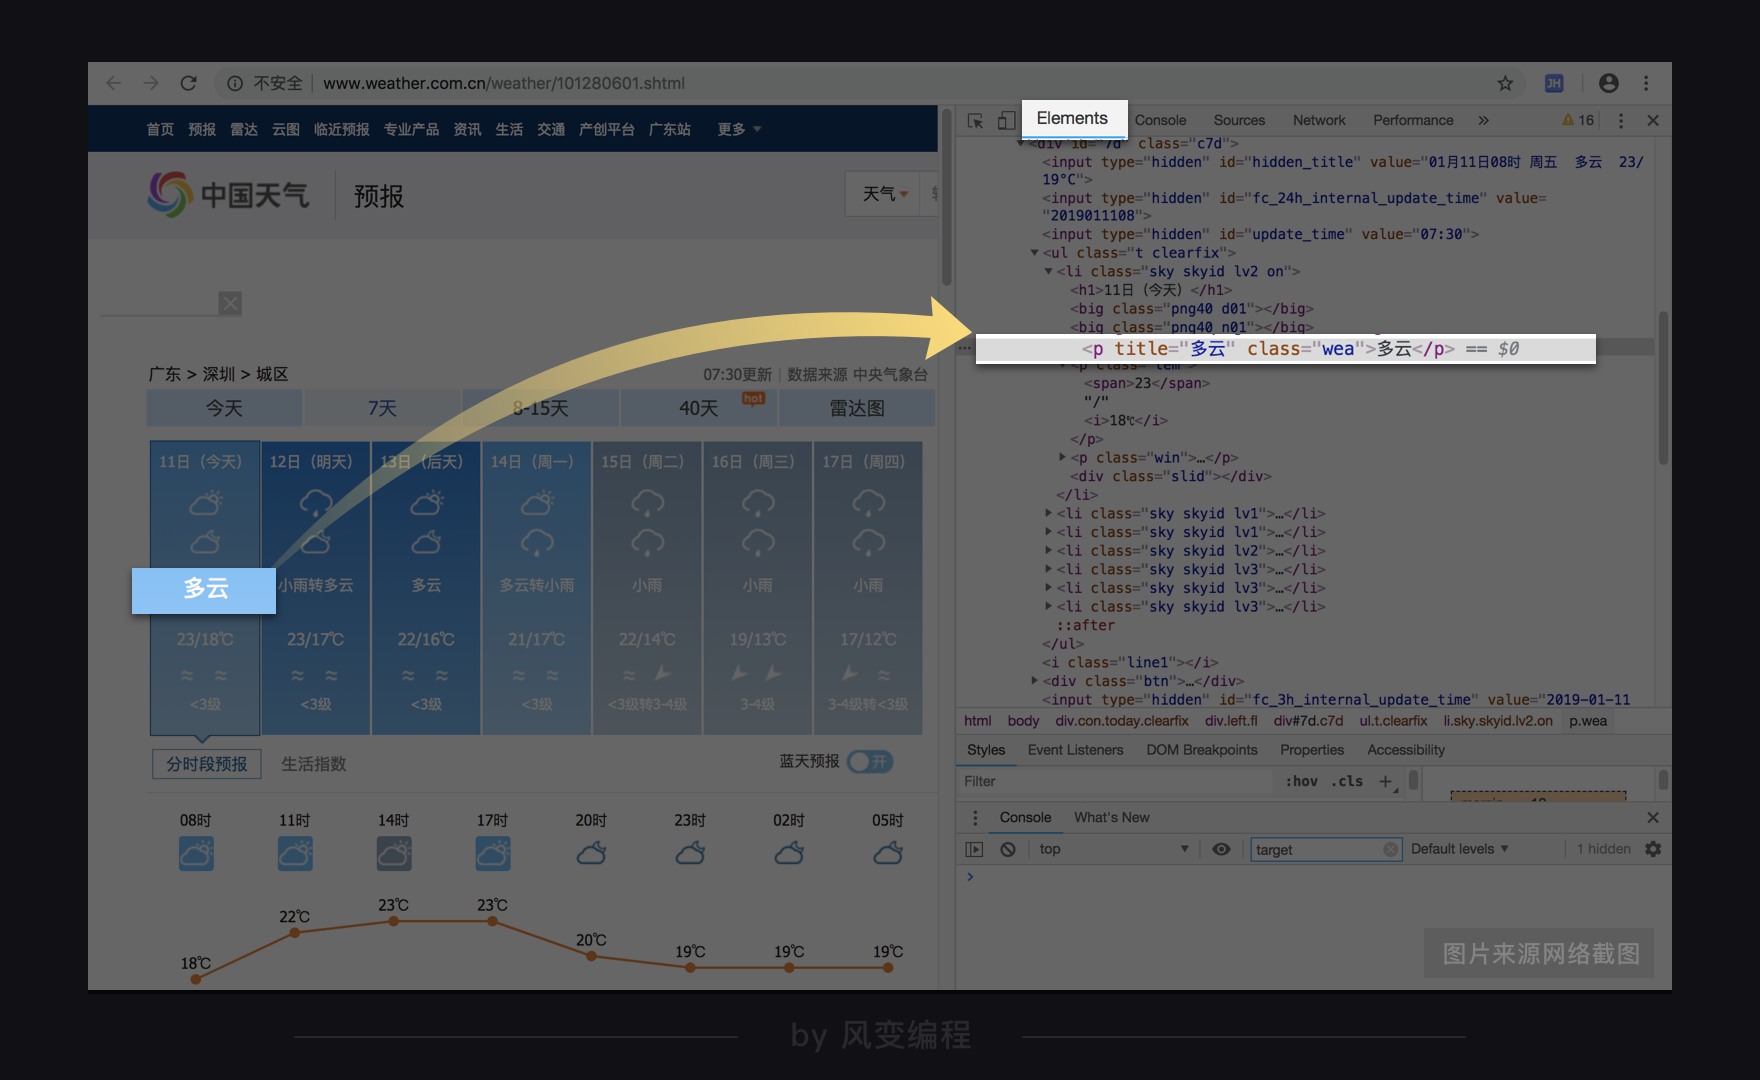 不安全 | www.weather.com.cn/weather/101280601.shtml
首页 预报 雷达 云图 临近预报 专业产品 资讯 生活 交通 产创平台 广东站 更多
中国天气 预报 天气
广东 > 深圳 > 城区
07:30更新 | 数据来源 中央气象台
今天 7天 8-15天 40天 hot 雷达图
11日（今天） 12日（明天） 13日（后天） 14日（周一） 15日（周二） 16日（周三） 17日（周四）
多云 小雨转多云 多云 多云转小雨 小雨 小雨 小雨
23/18℃ 23/17℃ 22/16℃ 21/17℃ 22/14℃ 19/13℃ 17/12℃
<3级 <3级 <3级 <3级 <3级转3-4级 3-4级 3-4级转<3级
分时段预报 生活指数 蓝天预报 开
08时 11时 14时 17时 20时 23时 02时 05时
18℃ 22℃ 23℃ 23℃ 20℃ 19℃ 19℃ 19℃
JH
Elements Console Sources Network Performance » 16
<div id="7d" class="c7d">
<input type="hidden" id="hidden_title" value="01月11日08时 周五 多云 23/
19°C">
<input type="hidden" id="fc_24h_internal_update_time" value=
"2019011108">
<input type="hidden" id="update_time" value="07:30">
<ul class="t clearfix">
<li class="sky skyid lv2 on">
<h1>11日（今天）</h1>
<big class="png40 d01"></big>
<big class="png40 n01"></big>
<p title="多云" class="wea">多云</p> == $0
<p class="tem">
<span>23</span>
"/"
<i>18℃</i>
</p>
<p class="win">…</p>
<div class="slid"></div>
</li>
<li class="sky skyid lv1">…</li>
<li class="sky skyid lv1">…</li>
<li class="sky skyid lv2">…</li>
<li class="sky skyid lv3">…</li>
<li class="sky skyid lv3">…</li>
<li class="sky skyid lv3">…</li>
::after
</ul>
<i class="line1"></i>
<div class="btn">…</div>
<input type="hidden" id="fc_3h_internal_update_time" value="2019-01-11
html body div.con.today.clearfix div.left.fl div#7d.c7d ul.t.clearfix li.sky.skyid.lv2.on p.wea
Styles Event Listeners DOM Breakpoints Properties Accessibility
Filter :hov .cls +
Console What's New
top target Default levels 1 hidden
图片来源网络截图
by 风变编程